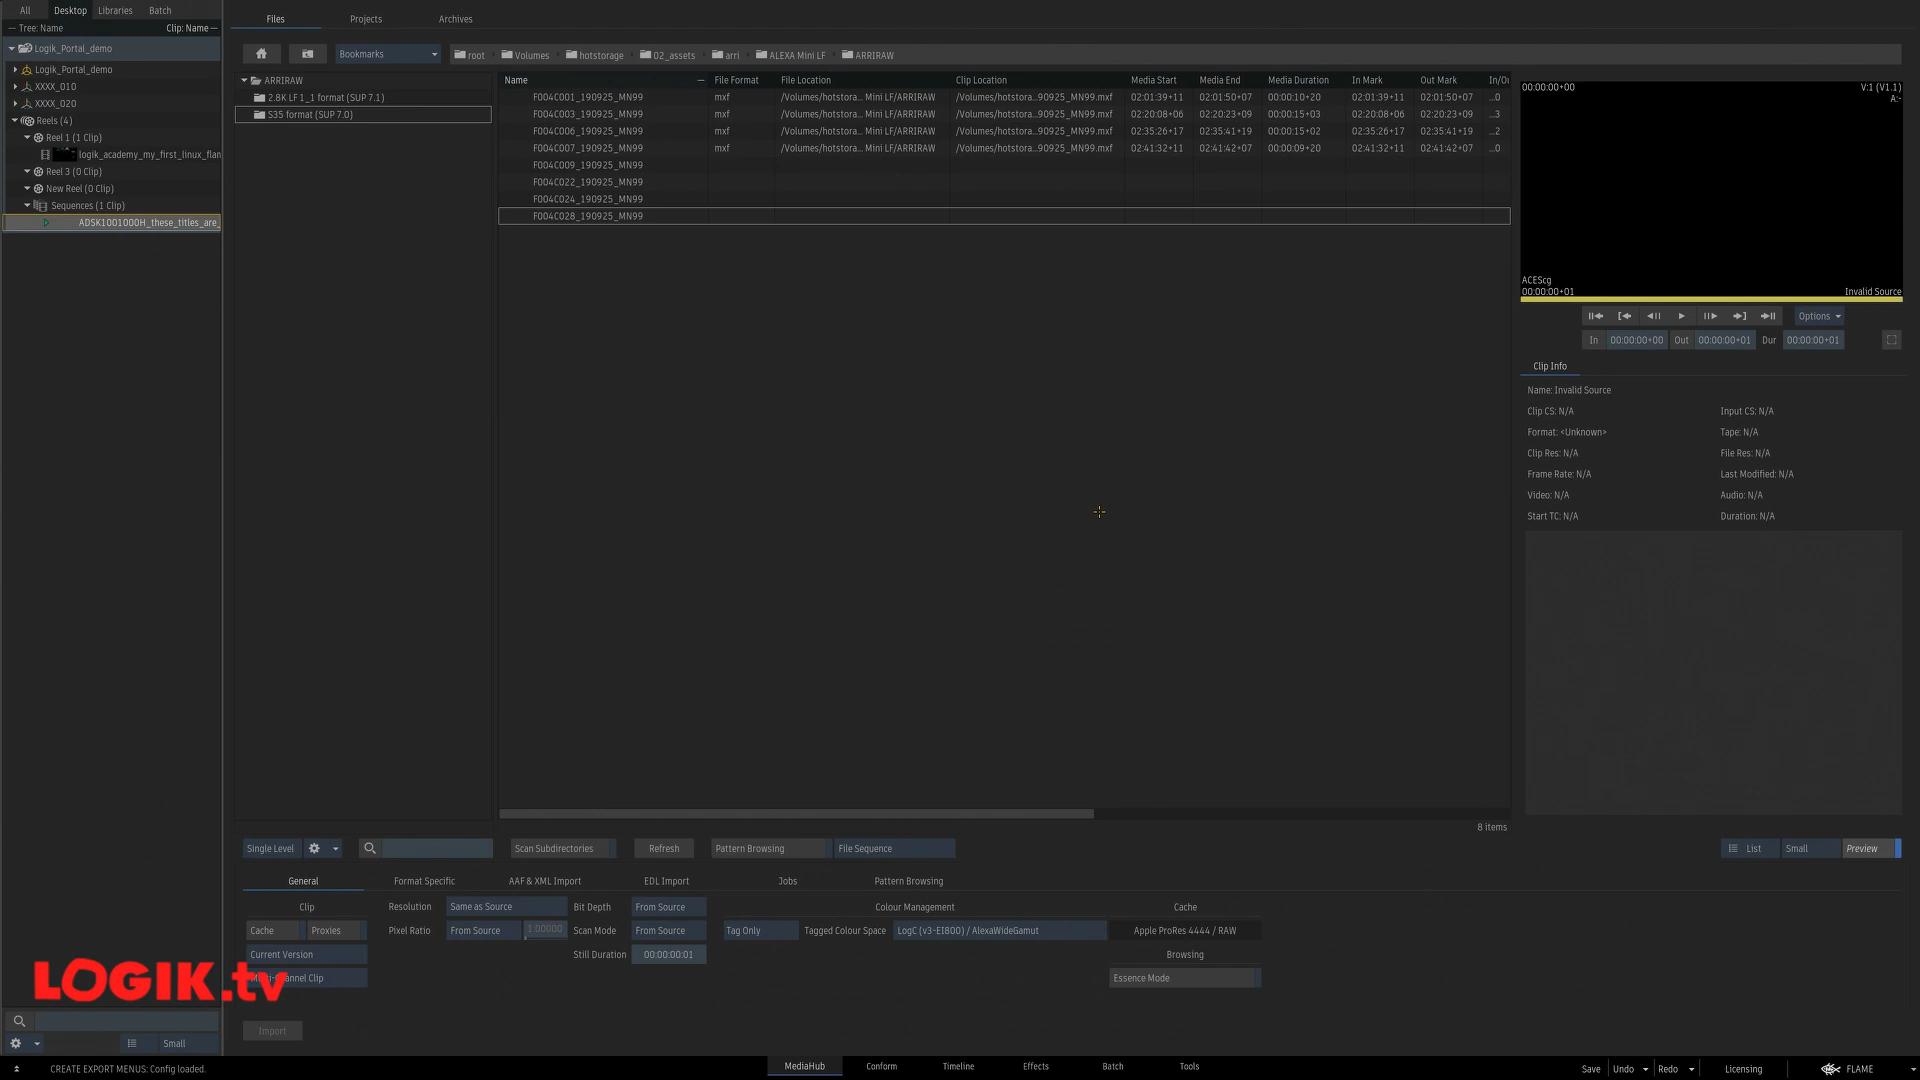 All Desktop Libraries Batch
Tree: Name Clip: Name
Logik_Portal_demo
Logik_Portal_demo
XXXX_010
XXXX_020
Reels (4)
Reel 1 (1 Clip)
logik_academy_my_first_linux_flan
Reel 3 (0 Clip)
New Reel (0 Clip)
Sequences (1 Clip)
ADSK1001000H_these_titles_are_
Files Projects Archives
Bookmarks root Volumes hotstorage 02_assets arri ALEXA Mini LF ARRIRAW
ARRIRAW
2.8K LF 1_1 format (SUP 7.1)
S35 format (SUP 7.0)
Name File Format File Location Clip Location Media Start Media End Media Duration In Mark Out Mark In/Ou
F004C001_190925_MN99 mxf /Volumes/hotstora... Mini LF/ARRIRAW /Volumes/hotstora...90925_MN99.mxf 02:01:39+11 02:01:50+07 00:00:10+20 02:01:39+11 02:01:50+07 ...0
F004C003_190925_MN99 mxf /Volumes/hotstora... Mini LF/ARRIRAW /Volumes/hotstora...90925_MN99.mxf 02:20:08+06 02:20:23+09 00:00:15+03 02:20:08+06 02:20:23+09 ...3
F004C006_190925_MN99 mxf /Volumes/hotstora... Mini LF/ARRIRAW /Volumes/hotstora...90925_MN99.mxf 02:35:26+17 02:35:41+19 00:00:15+02 02:35:26+17 02:35:41+19 ...2
F004C007_190925_MN99 mxf /Volumes/hotstora... Mini LF/ARRIRAW /Volumes/hotstora...90925_MN99.mxf 02:41:32+11 02:41:42+07 00:00:09+20 02:41:32+11 02:41:42+07 ...0
F004C009_190925_MN99
F004C022_190925_MN99
F004C024_190925_MN99
F004C028_190925_MN99
8 items
00:00:00+00 V:1 (V1.1)
A:-
ACEScg
00:00:00+01 Invalid Source
Options
In 00:00:00+00 Out 00:00:00+01 Dur 00:00:00+01
Clip Info
Name: Invalid Source
Clip CS: N/A Input CS: N/A
Format: <Unknown> Tape: N/A
Clip Res: N/A File Res: N/A
Frame Rate: N/A Last Modified: N/A
Video: N/A Audio: N/A
Start TC: N/A Duration: N/A
Single Level Scan Subdirectories Refresh Pattern Browsing File Sequence List Small Preview
General Format Specific AAF & XML Import EDL Import Jobs Pattern Browsing
Clip Resolution Same as Source Bit Depth From Source Colour Management Cache
Cache Proxies Pixel Ratio From Source 1.00000 Scan Mode From Source Tag Only Tagged Colour Space LogC (v3-EI800) / AlexaWideGamut Apple ProRes 4444 / RAW
Current Version Still Duration 00:00:00:01 Browsing
Channel Clip Essence Mode
LOGIK.tv
Import
Small
CREATE EXPORT MENUS: Config loaded. MediaHub Conform Timeline Effects Batch Tools Save Undo Redo Licensing FLAME